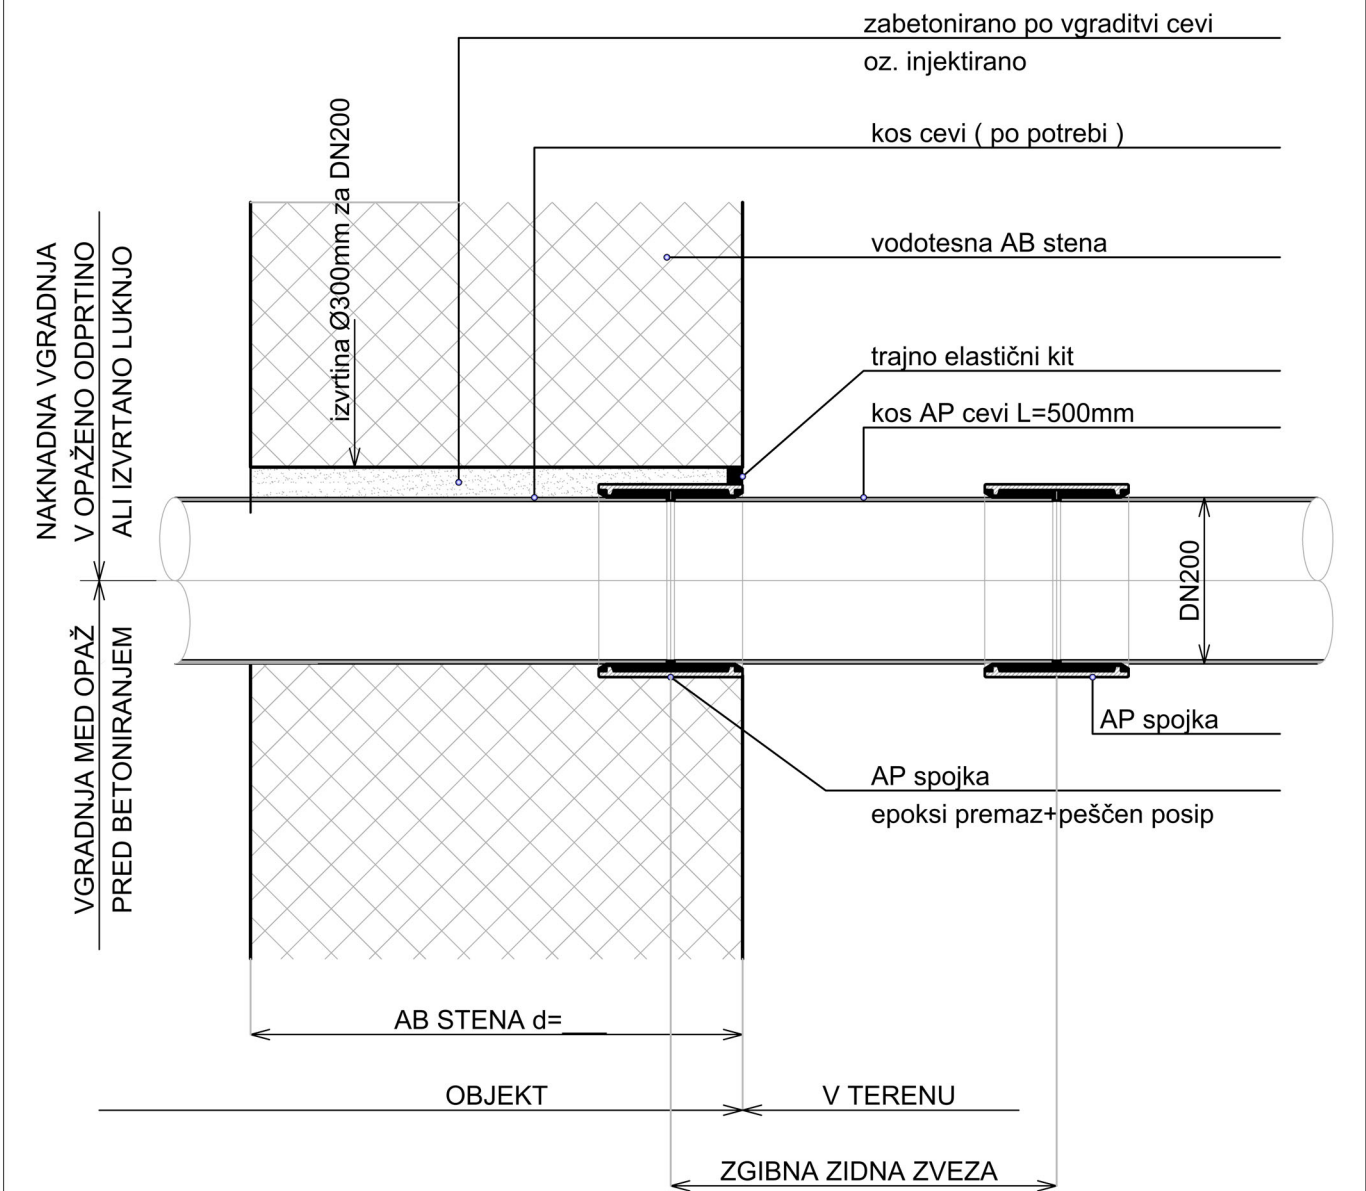 zabetonirano po vgraditvi cevi
oz. injektirano
kos cevi ( po potrebi )
izvrtina Ø300mm za DN200
vodotesna AB stena
NAKNADNA VGRADNJA
V OPAŽENO ODPRTINO
ALI IZVRTANO LUKNJO
trajno elastični kit
kos AP cevi L=500mm
DN200
VGRADNJA MED OPAŽ
PRED BETONIRANJEM
AP spojka
AP spojka
epoksi premaz+peščen posip
AB STENA d=___
OBJEKT
V TERENU
ZGIBNA ZIDNA ZVEZA